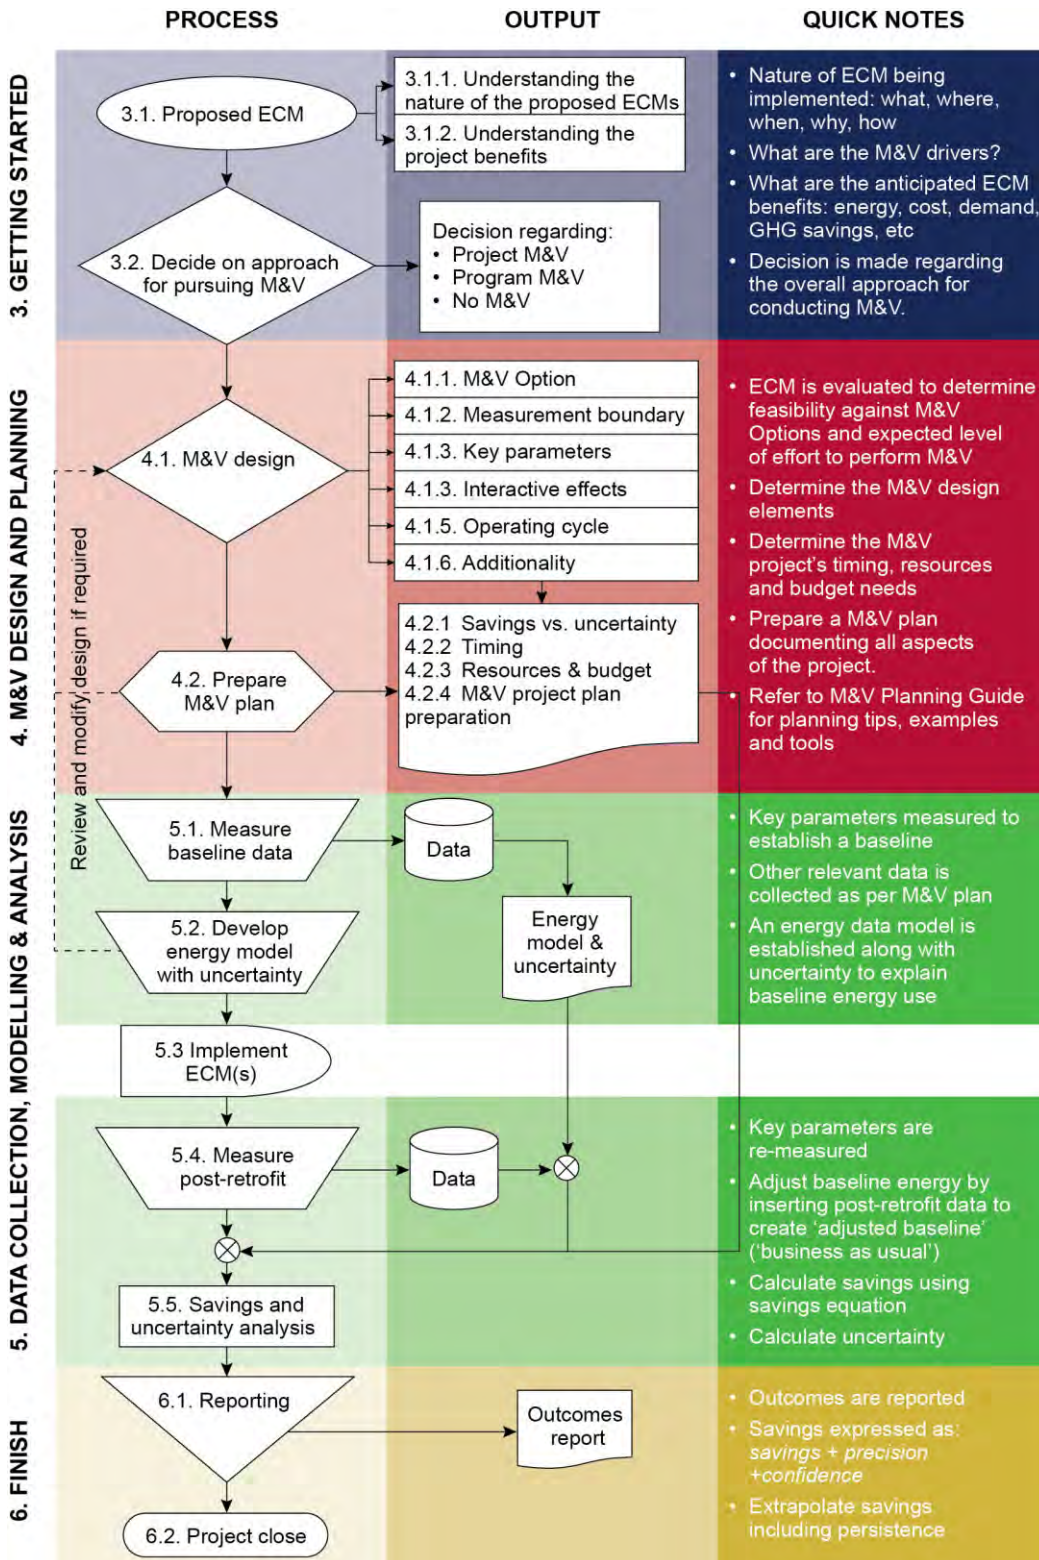 PROCESS
OUTPUT
QUICK NOTES
3. GETTING STARTED
3.1. Proposed ECM
3.1.1. Understanding the
nature of the proposed ECMs
3.1.2. Understanding the
project benefits
3.2. Decide on approach
for pursuing M&V
Decision regarding:
• Project M&V
• Program M&V
• No M&V
• Nature of ECM being
implemented: what, where,
when, why, how
• What are the M&V drivers?
• What are the anticipated ECM
benefits: energy, cost, demand,
GHG savings, etc
• Decision is made regarding
the overall approach for
conducting M&V.
4. M&V DESIGN AND PLANNING
Review and modify design if required
4.1. M&V design
4.1.1. M&V Option
4.1.2. Measurement boundary
4.1.3. Key parameters
4.1.3. Interactive effects
4.1.5. Operating cycle
4.1.6. Additionality
4.2. Prepare
M&V plan
4.2.1 Savings vs. uncertainty
4.2.2 Timing
4.2.3 Resources & budget
4.2.4 M&V project plan
preparation
• ECM is evaluated to determine
feasibility against M&V
Options and expected level
of effort to perform M&V
• Determine the M&V design
elements
• Determine the M&V
project's timing, resources
and budget needs
• Prepare a M&V plan
documenting all aspects
of the project.
• Refer to M&V Planning Guide
for planning tips, examples
and tools
5. DATA COLLECTION, MODELLING & ANALYSIS
5.1. Measure
baseline data
Data
5.2. Develop
energy model
with uncertainty
Energy
model &
uncertainty
• Key parameters measured to
establish a baseline
• Other relevant data is
collected as per M&V plan
• An energy data model is
established along with
uncertainty to explain
baseline energy use
5.3 Implement
ECM(s)
5.4. Measure
post-retrofit
Data
5.5. Savings and
uncertainty analysis
• Key parameters are
re-measured
• Adjust baseline energy by
inserting post-retrofit data to
create 'adjusted baseline'
('business as usual')
• Calculate savings using
savings equation
• Calculate uncertainty
6. FINISH
6.1. Reporting
Outcomes
report
6.2. Project close
• Outcomes are reported
• Savings expressed as:
savings + precision
+confidence
• Extrapolate savings
including persistence